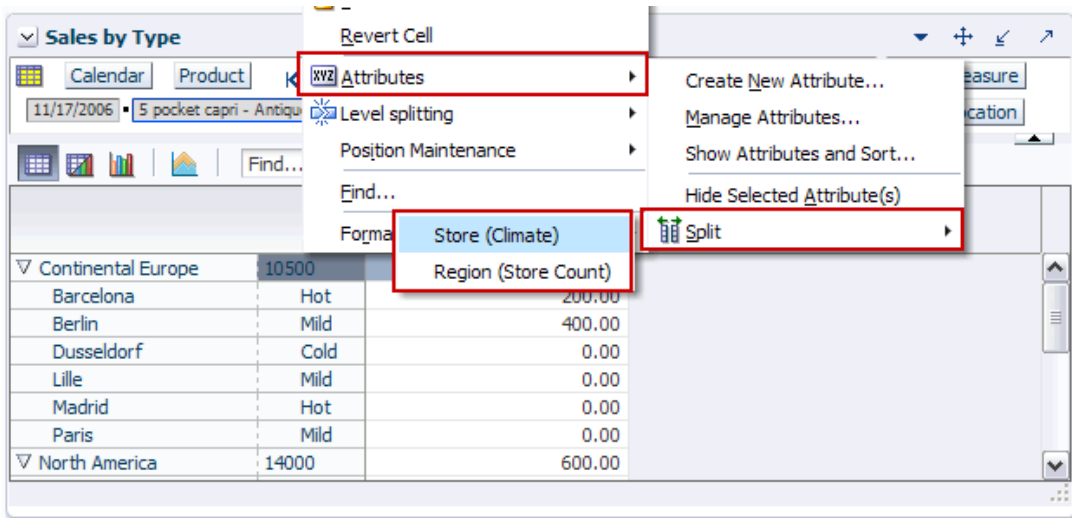 Sales by Type
Revert Cell
Calendar Product
XYZ Attributes
Create New Attribute...
easure
11/17/2006 5 pocket capri - Antiqu
Level splitting
Manage Attributes...
cation
Find...
Position Maintenance
Show Attributes and Sort...
Find...
Hide Selected Attribute(s)
Forma
Store (Climate)
Split
Region (Store Count)
Continental Europe 10500
Barcelona Hot 200.00
Berlin Mild 400.00
Dusseldorf Cold 0.00
Lille Mild 0.00
Madrid Hot 0.00
Paris Mild 0.00
North America 14000 600.00